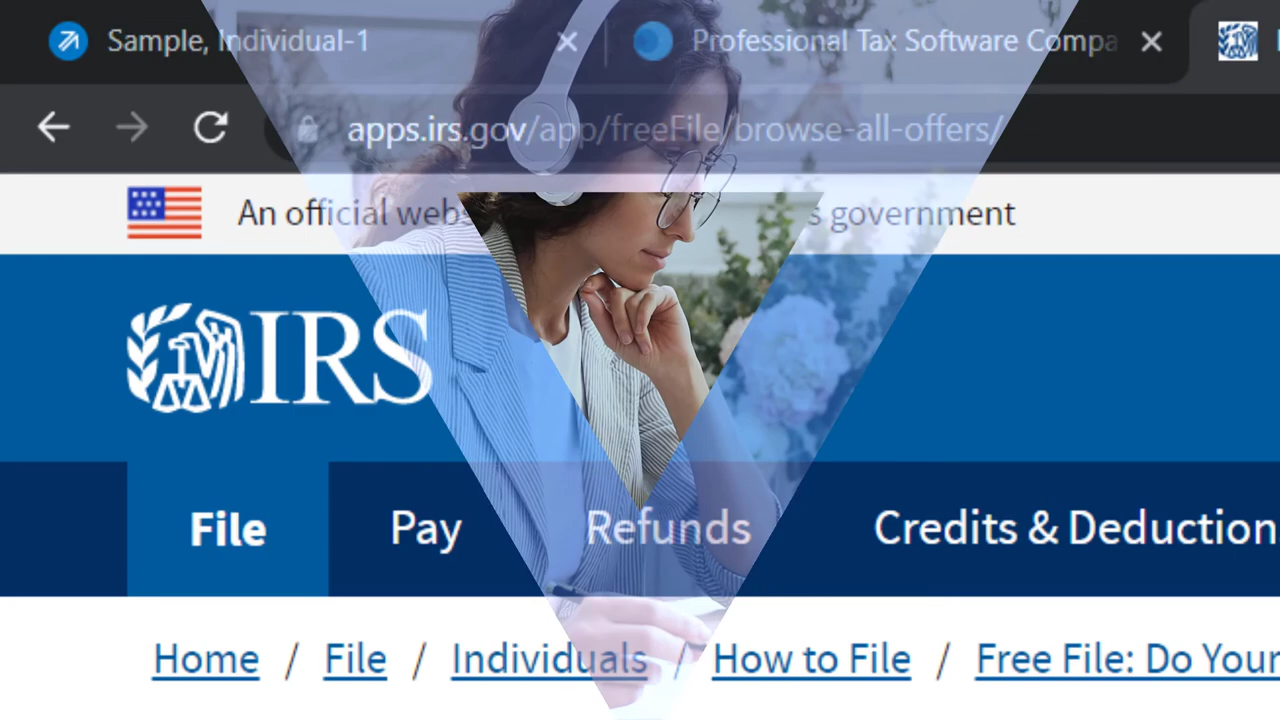 Sample, Individual-1
Professional Tax Software Compa
apps.irs.gov/app/freeFile/browse-all-offers/
An official webs s government
IRS
File Pay Refunds Credits & Deduction
Home / File / Individuals / How to File / Free File: Do Your